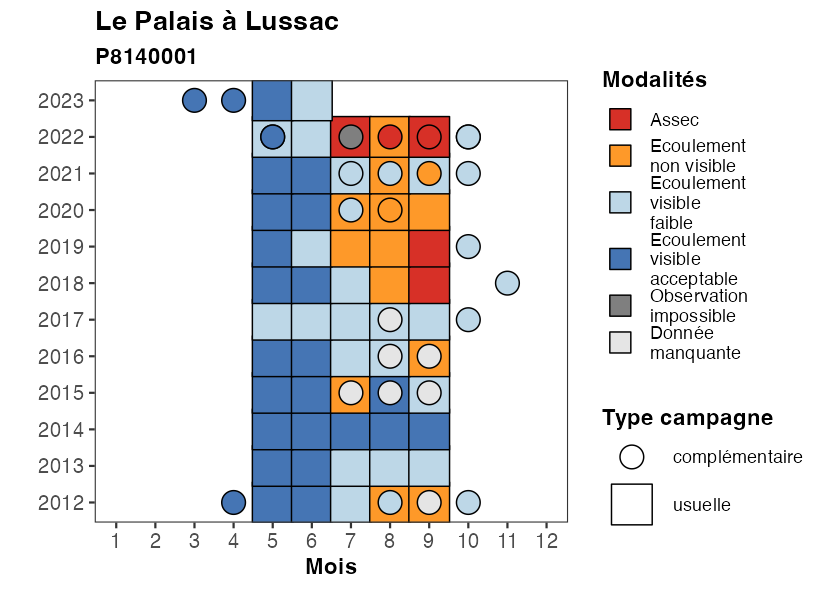 Le Palais à Lussac
P8140001
2023
2022
2021
2020
2019
2018
2017
2016
2015
2014
2013
2012
1 2 3 4 5 6 7 8 9 10 11 12
Mois
Modalités
Assec
Ecoulement
non visible
Ecoulement
visible
faible
Ecoulement
visible
acceptable
Observation
impossible
Donnée
manquante
Type campagne
complémentaire
usuelle